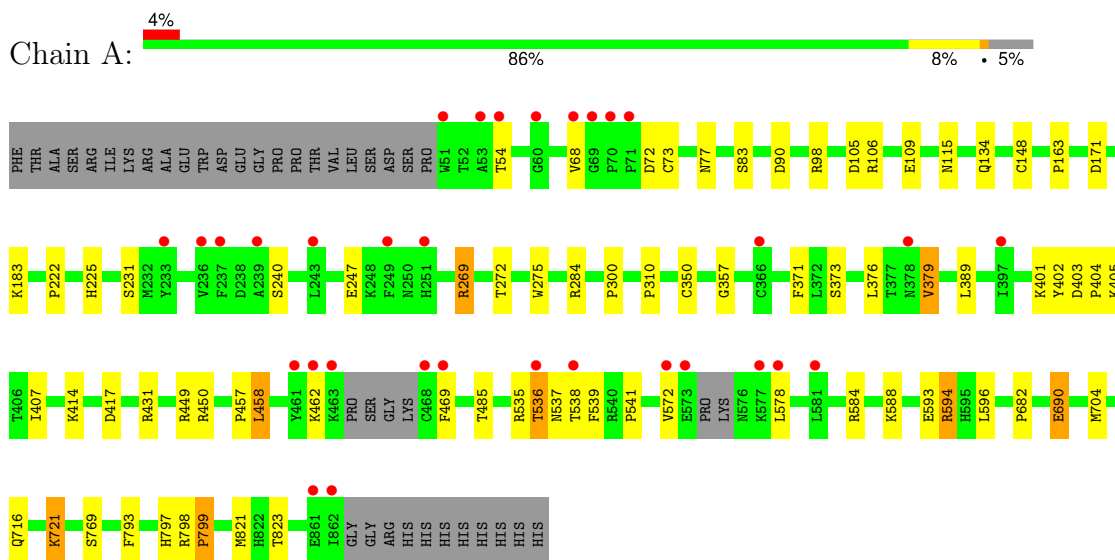 4%
Chain A:
86% 8% • 5%
PHE THR ALA SER ARG ILE LYS ARG ALA GLU TRP ASP GLU GLY PRO PRO THR VAL LEU SER ASP SER PRO W51 T52 A53 T54 G60 V68 G69 P70 P71 D72 C73 N77 S83 D90 R98 D105 R106 E109 N115 Q134 C148 P163 D171
K183 P222 H225 S231 M232 Y233 V236 F237 D238 A239 S240 L243 E247 K248 F249 N250 H251 R269 T272 W275 R284 P300 P310 C350 G357 C366 F371 L372 S373 L376 T377 N378 V379 L389 I397 K401 Y402 D403 P404 K405
T406 I407 K414 D417 R431 R449 R450 P457 L458 Y461 K462 K463 PRO SER GLY LYS C468 F469 T485 R535 T536 N537 T538 F539 R540 P541 V572 E573 PRO LYS N576 K577 L578 L581 R584 K588 E593 R594 H595 L596 P682 E690 M704
Q716 K721 S769 F793 H797 R798 P799 M821 H822 T823 E861 I862 GLY GLY ARG HIS HIS HIS HIS HIS HIS HIS HIS